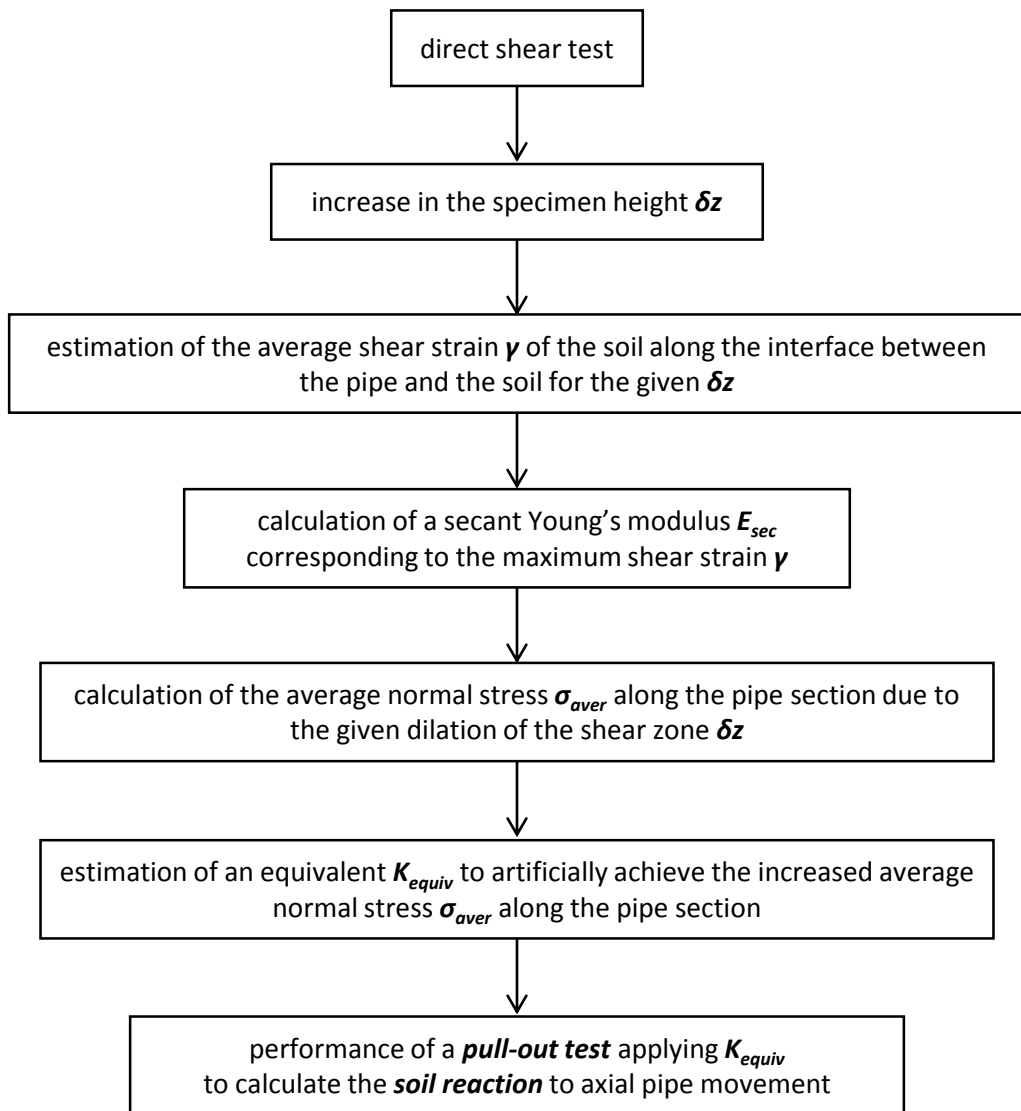 direct shear test
increase in the specimen height δz
estimation of the average shear strain γ of the soil along the interface between
the pipe and the soil for the given δz
calculation of a secant Young’s modulus Esec
corresponding to the maximum shear strain γ
calculation of the average normal stress σaver along the pipe section due to
the given dilation of the shear zone δz
estimation of an equivalent Kequiv to artificially achieve the increased average
normal stress σaver along the pipe section
performance of a pull-out test applying Kequiv
to calculate the soil reaction to axial pipe movement